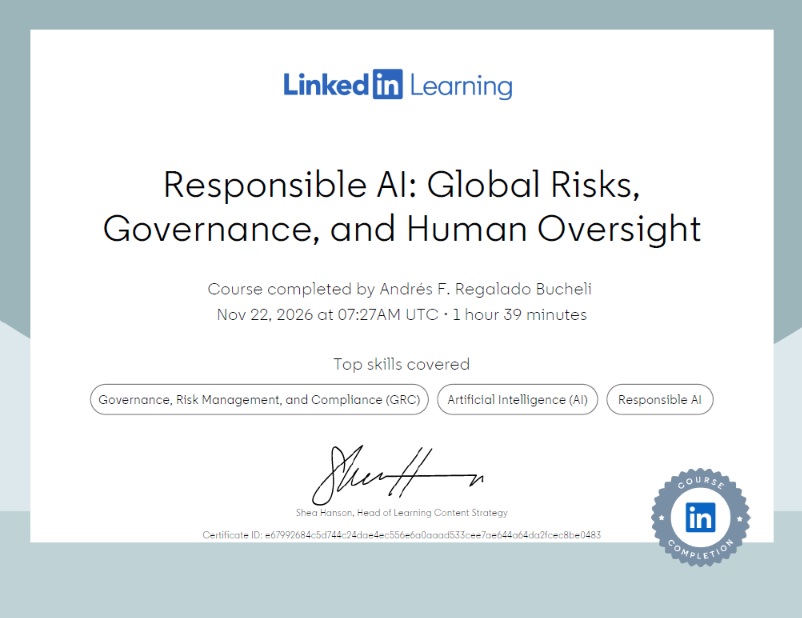 LinkedIn Learning
Responsible AI: Global Risks,
Governance, and Human Oversight
Course completed by Andrés F. Regalado Bucheli
Nov 22, 2026 at 07:27AM UTC · 1 hour 39 minutes
Top skills covered
Governance, Risk Management, and Compliance (GRC)
Artificial Intelligence (AI)
Responsible AI
Shea Hanson, Head of Learning Content Strategy
Certificate ID:
COURSE
in
COMPLETION